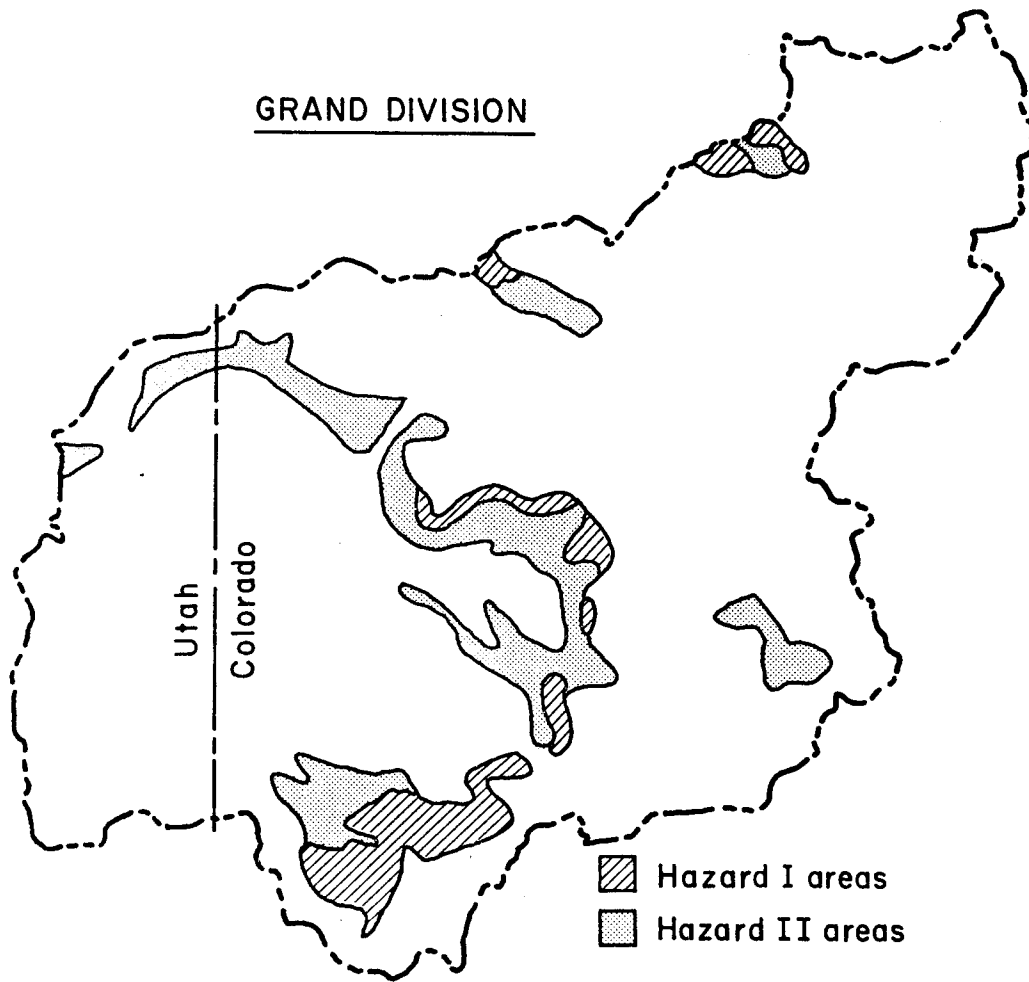 GRAND DIVISION
Utah
Colorado
Hazard I areas
Hazard II areas